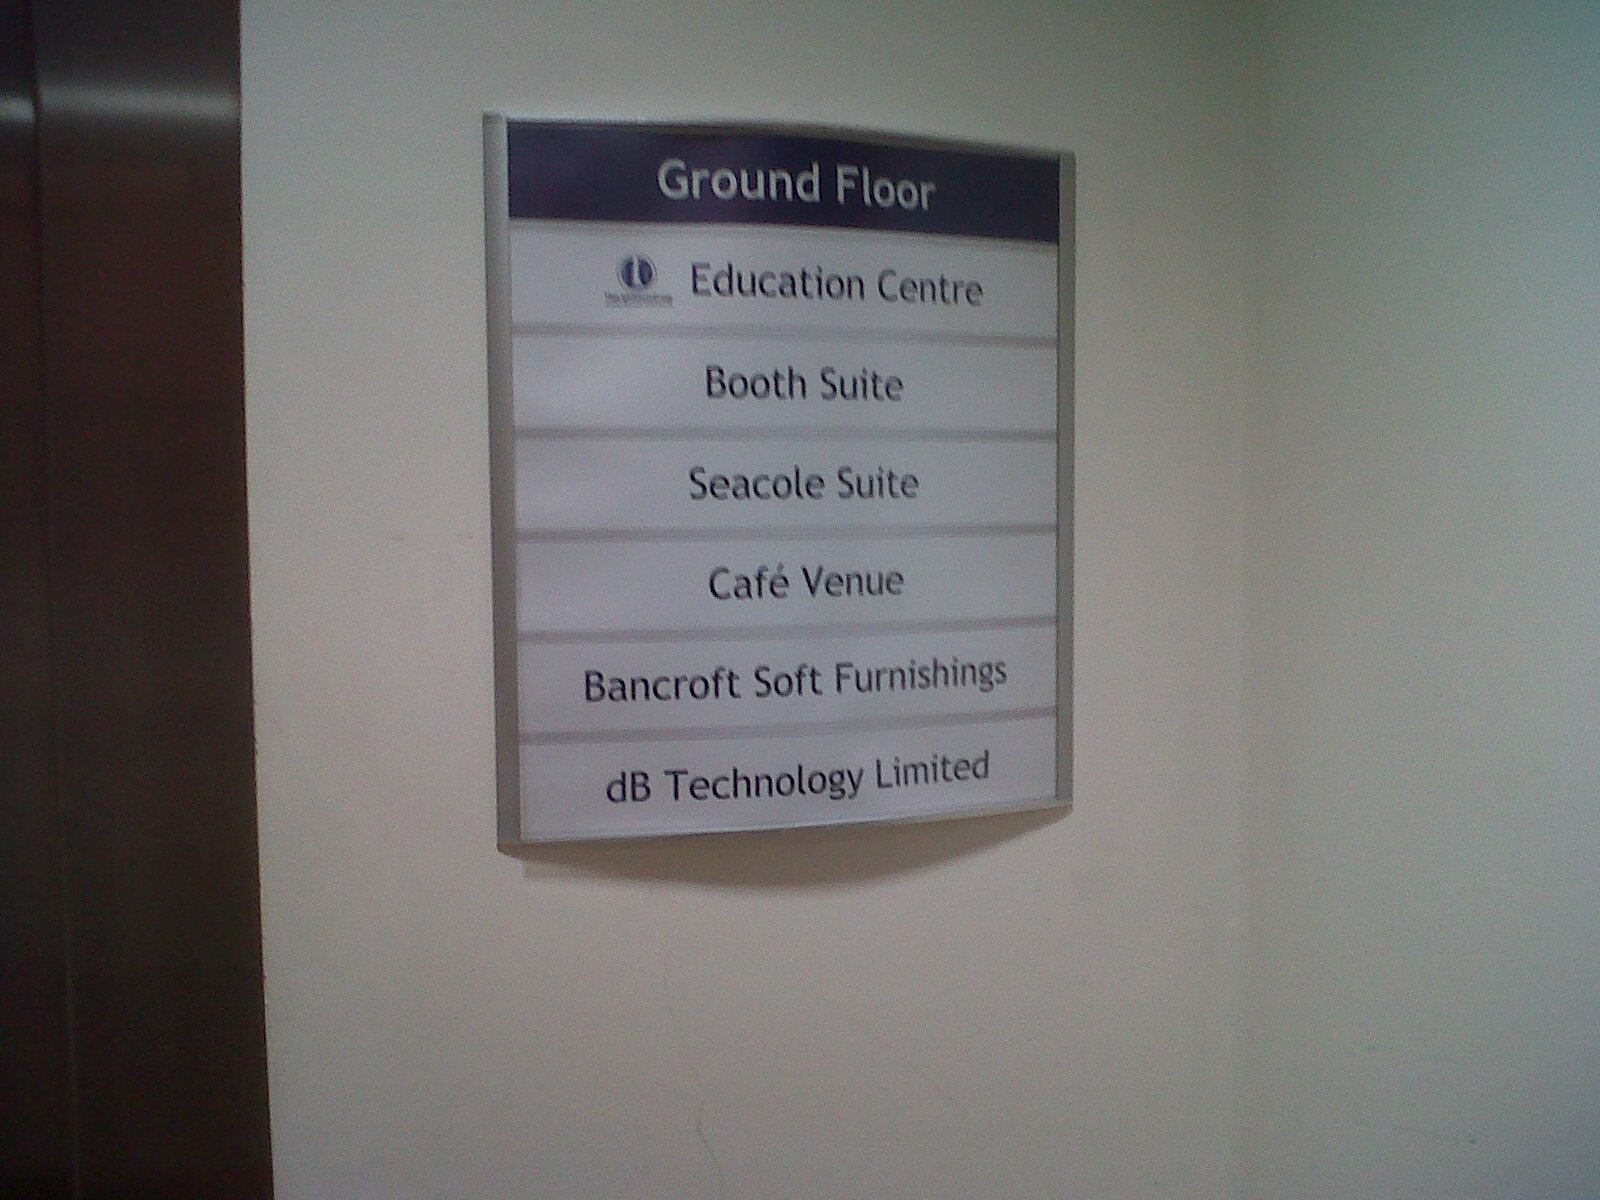 Ground Floor
Education Centre
Booth Suite
Seacole Suite
Café Venue
Bancroft Soft Furnishings
dB Technology Limited